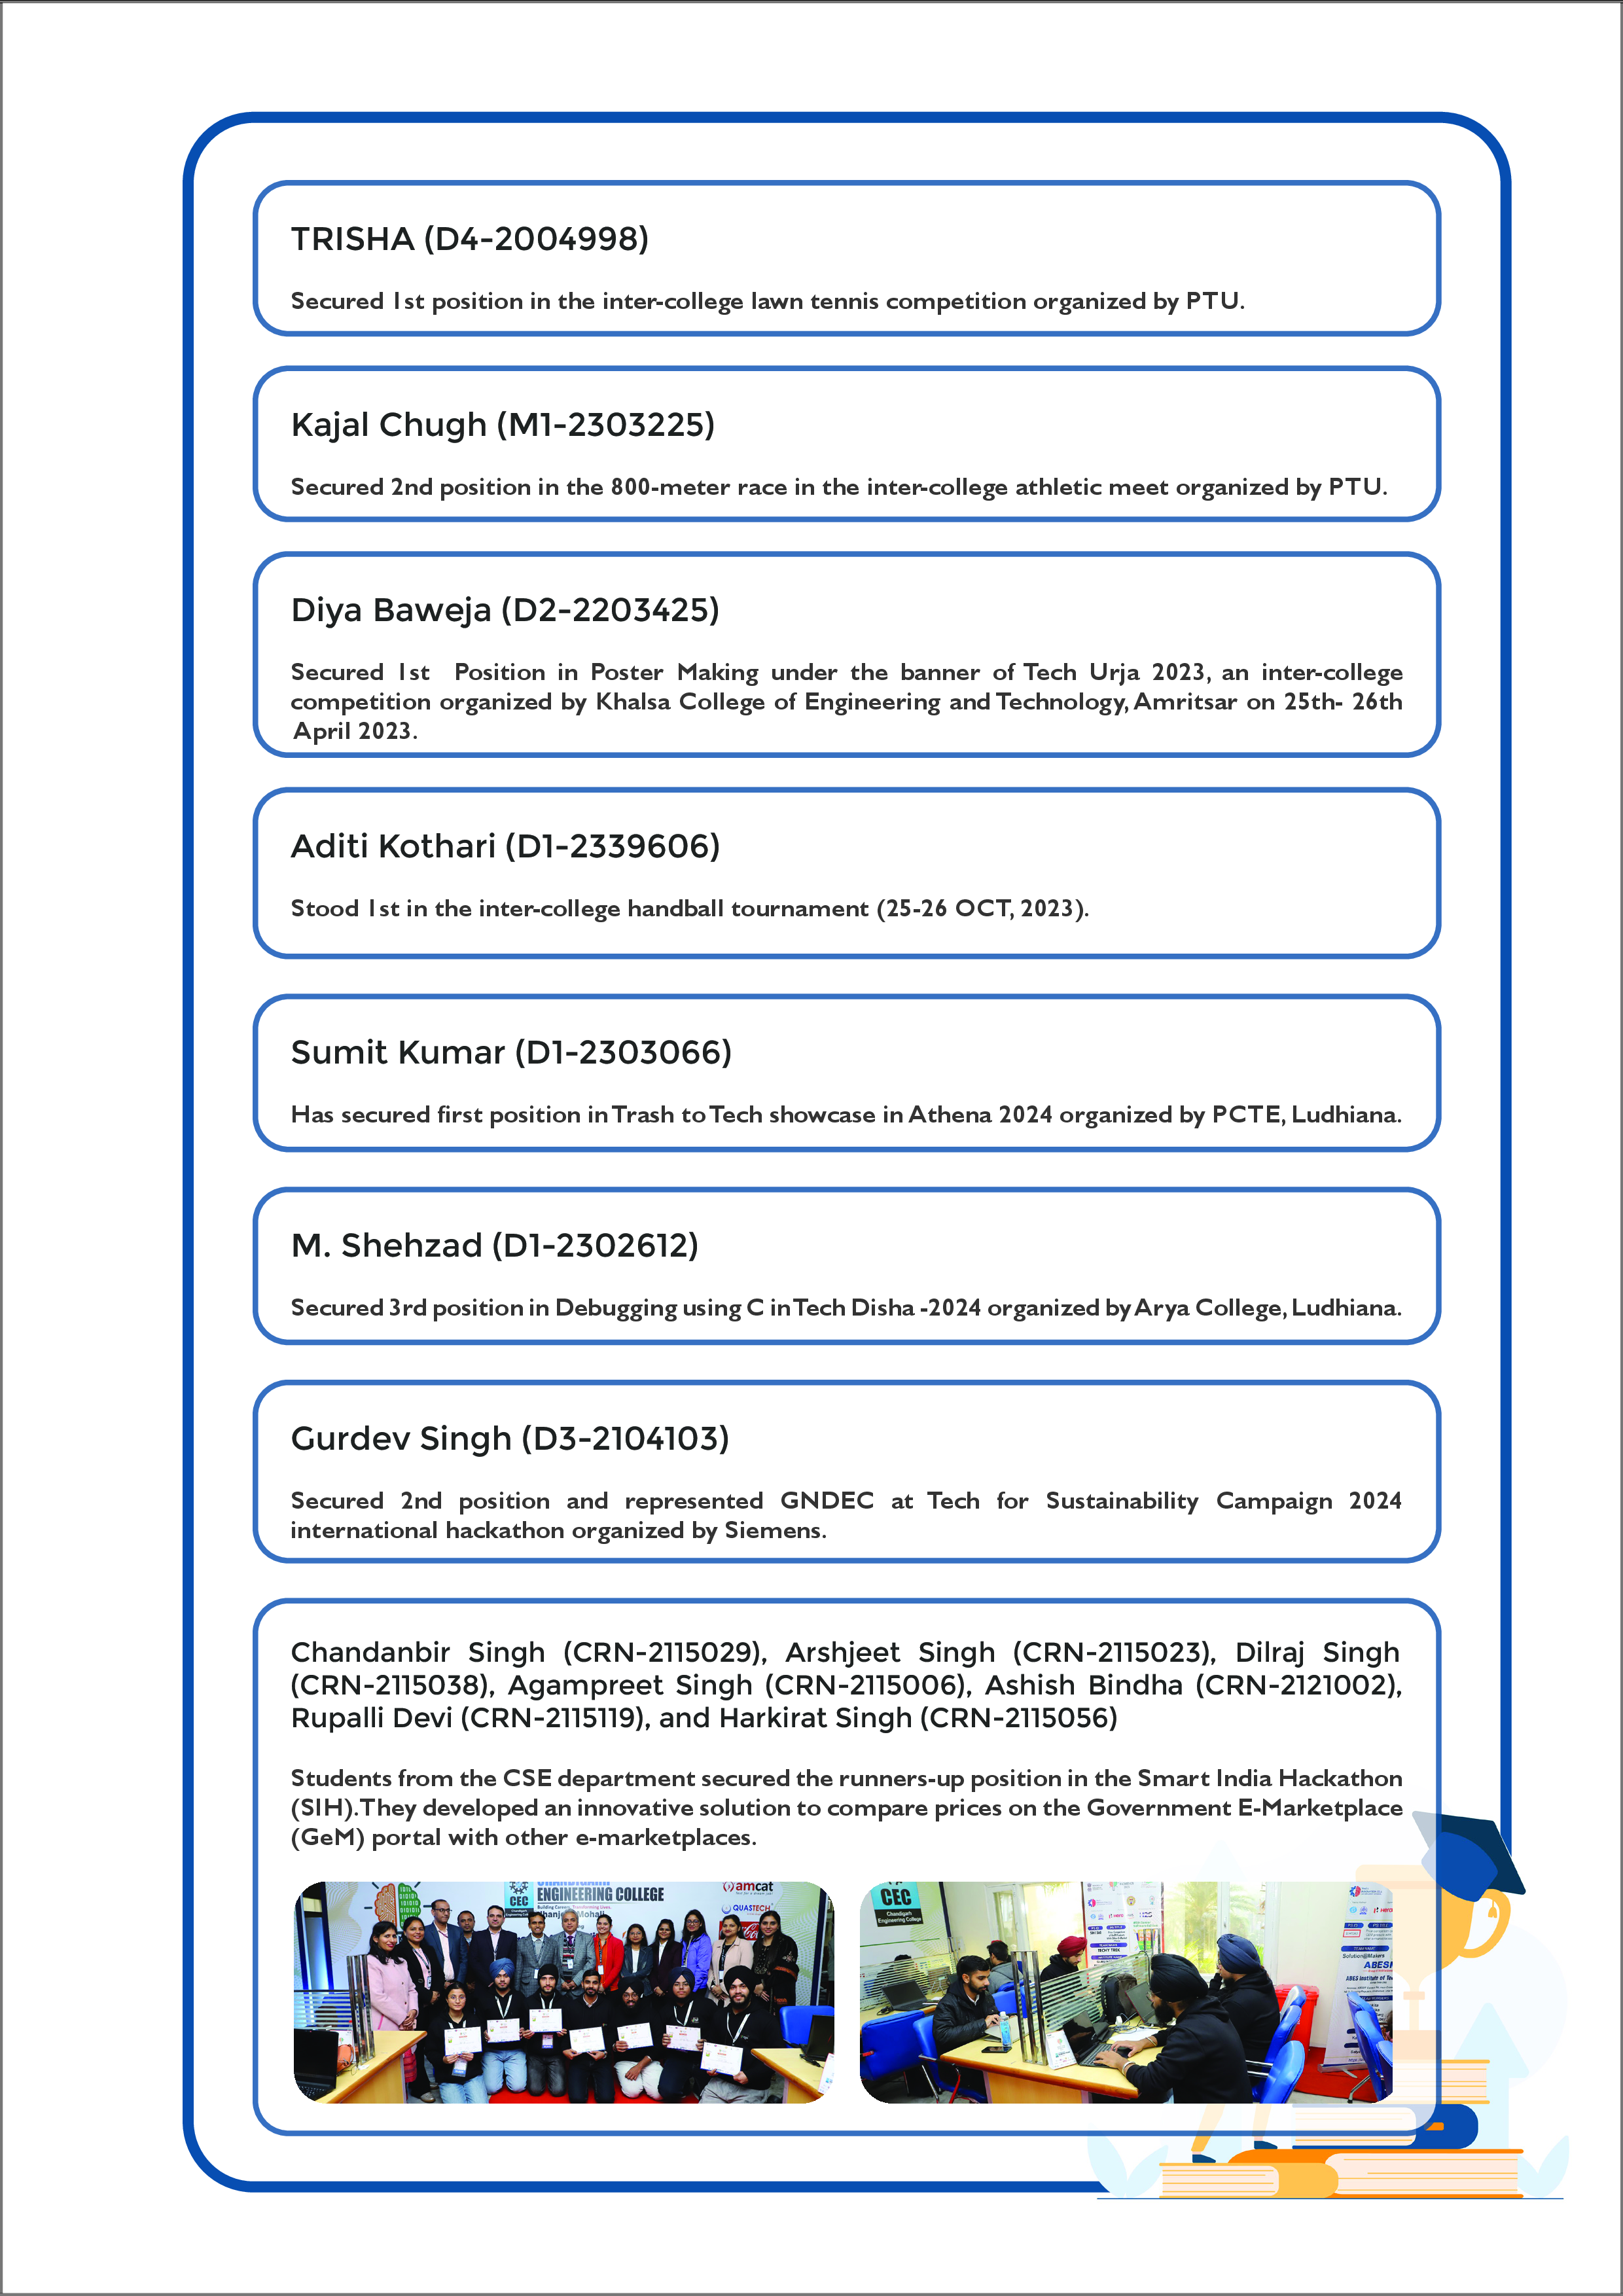 TRISHA (D4-2004998)
Secured 1st position in the inter-college lawn tennis competition organized by PTU.
Kajal Chugh (M1-2303225)
Secured 2nd position in the 800-meter race in the inter-college athletic meet organized by PTU.
Diya Baweja (D2-2203425)
Secured 1st Position in Poster Making under the banner of Tech Urja 2023, an inter-college
competition organized by Khalsa College of Engineering and Technology, Amritsar on 25th- 26th
April 2023.
Aditi Kothari (D1-2339606)
Stood 1st in the inter-college handball tournament (25-26 OCT, 2023).
Sumit Kumar (D1-2303066)
Has secured first position in Trash to Tech showcase in Athena 2024 organized by PCTE, Ludhiana.
M. Shehzad (D1-2302612)
Secured 3rd position in Debugging using C in Tech Disha -2024 organized by Arya College, Ludhiana.
Gurdev Singh (D3-2104103)
Secured 2nd position and represented GNDEC at Tech for Sustainability Campaign 2024
international hackathon organized by Siemens.
Chandanbir Singh (CRN-2115029), Arshjeet Singh (CRN-2115023), Dilraj Singh
(CRN-2115038), Agampreet Singh (CRN-2115006), Ashish Bindha (CRN-2121002),
Rupalli Devi (CRN-2115119), and Harkirat Singh (CRN-2115056)
Students from the CSE department secured the runners-up position in the Smart India Hackathon
(SIH). They developed an innovative solution to compare prices on the Government E-Marketplace
(GeM) portal with other e-marketplaces.
CEC
ENGINEERING COLLEGE
amcat
QUASTECH
CEC
Chandigarh
Engineering College
ABES